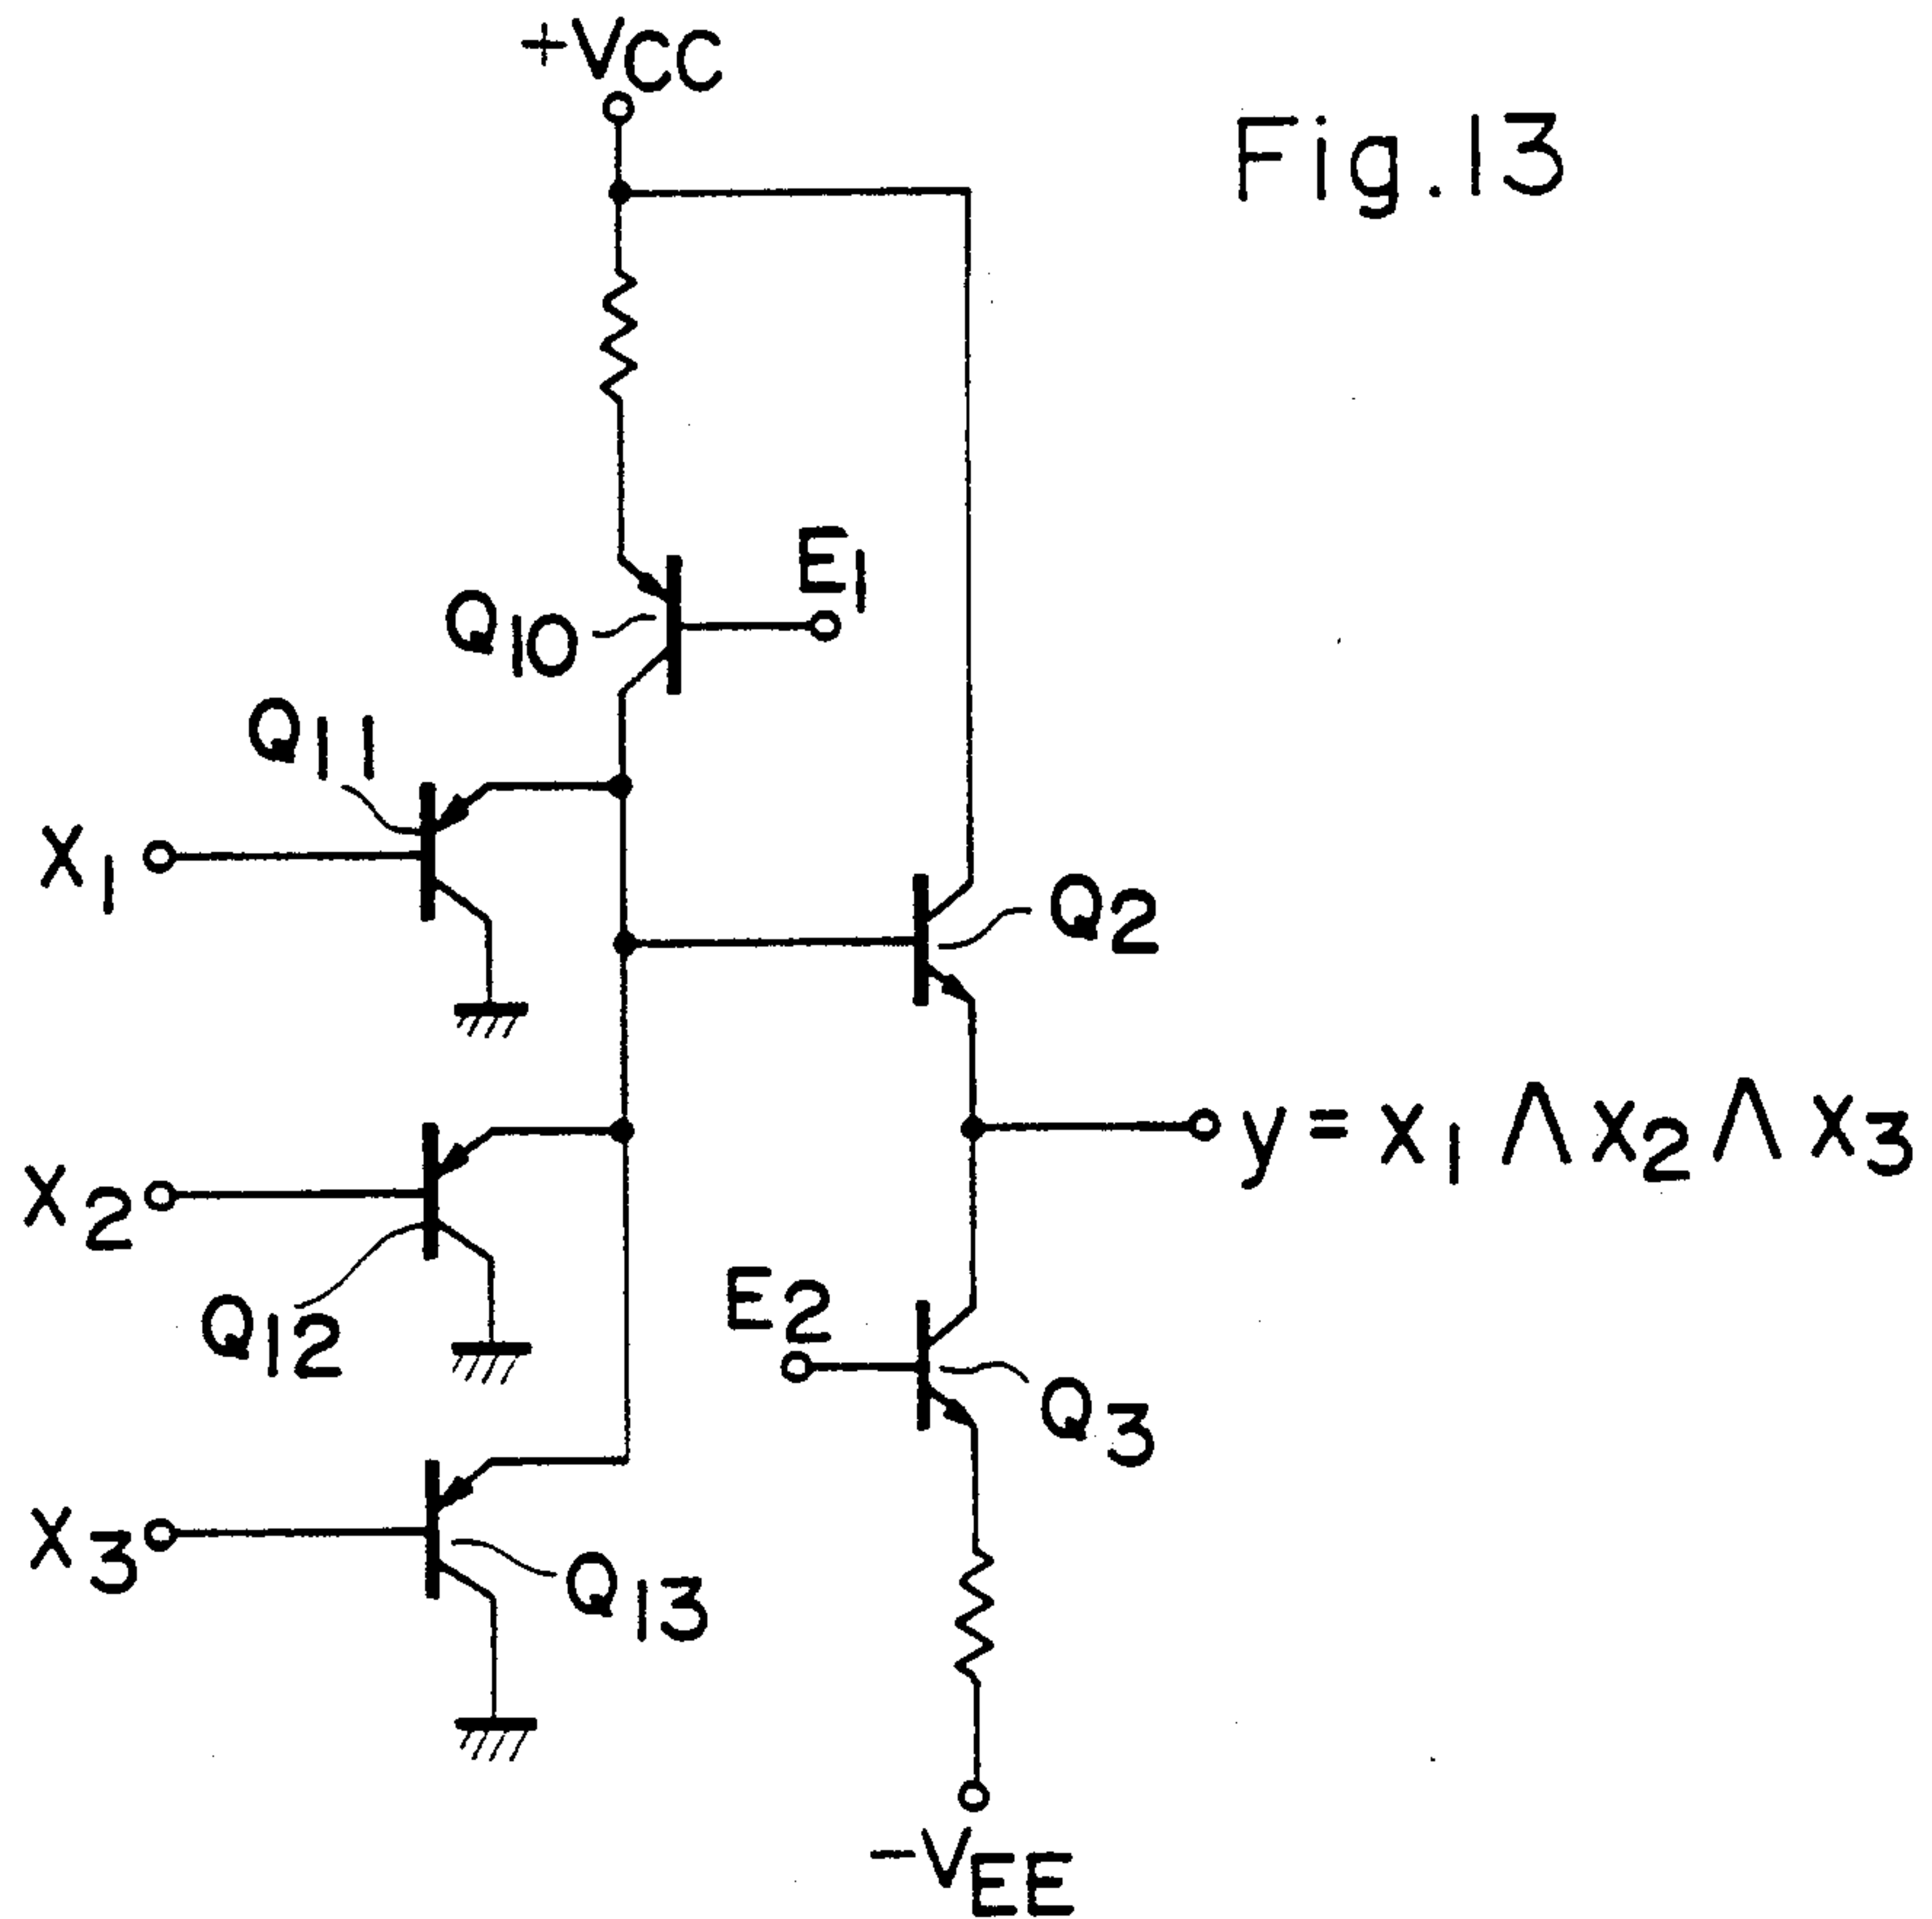 +VCC
Fig.13
E1
Q10
Q11
X1
Q2
y = x1 ∧ x2 ∧ x3
X2
E2
Q12
Q3
X3
Q13
-VEE